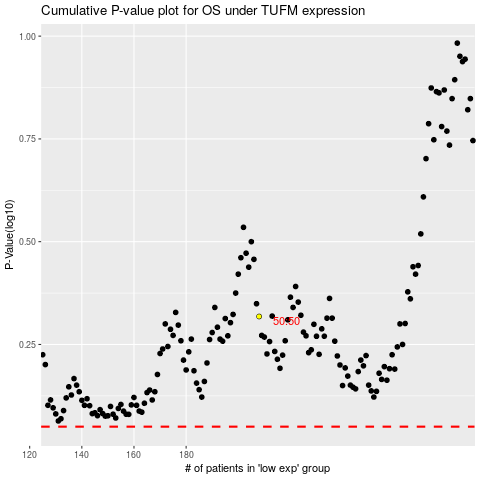 Cumulative P-value plot for OS under TUFM expression
P-Value(log10)
1.00
0.75
0.50
0.25
50:50
120 140 160 180
# of patients in 'low exp' group